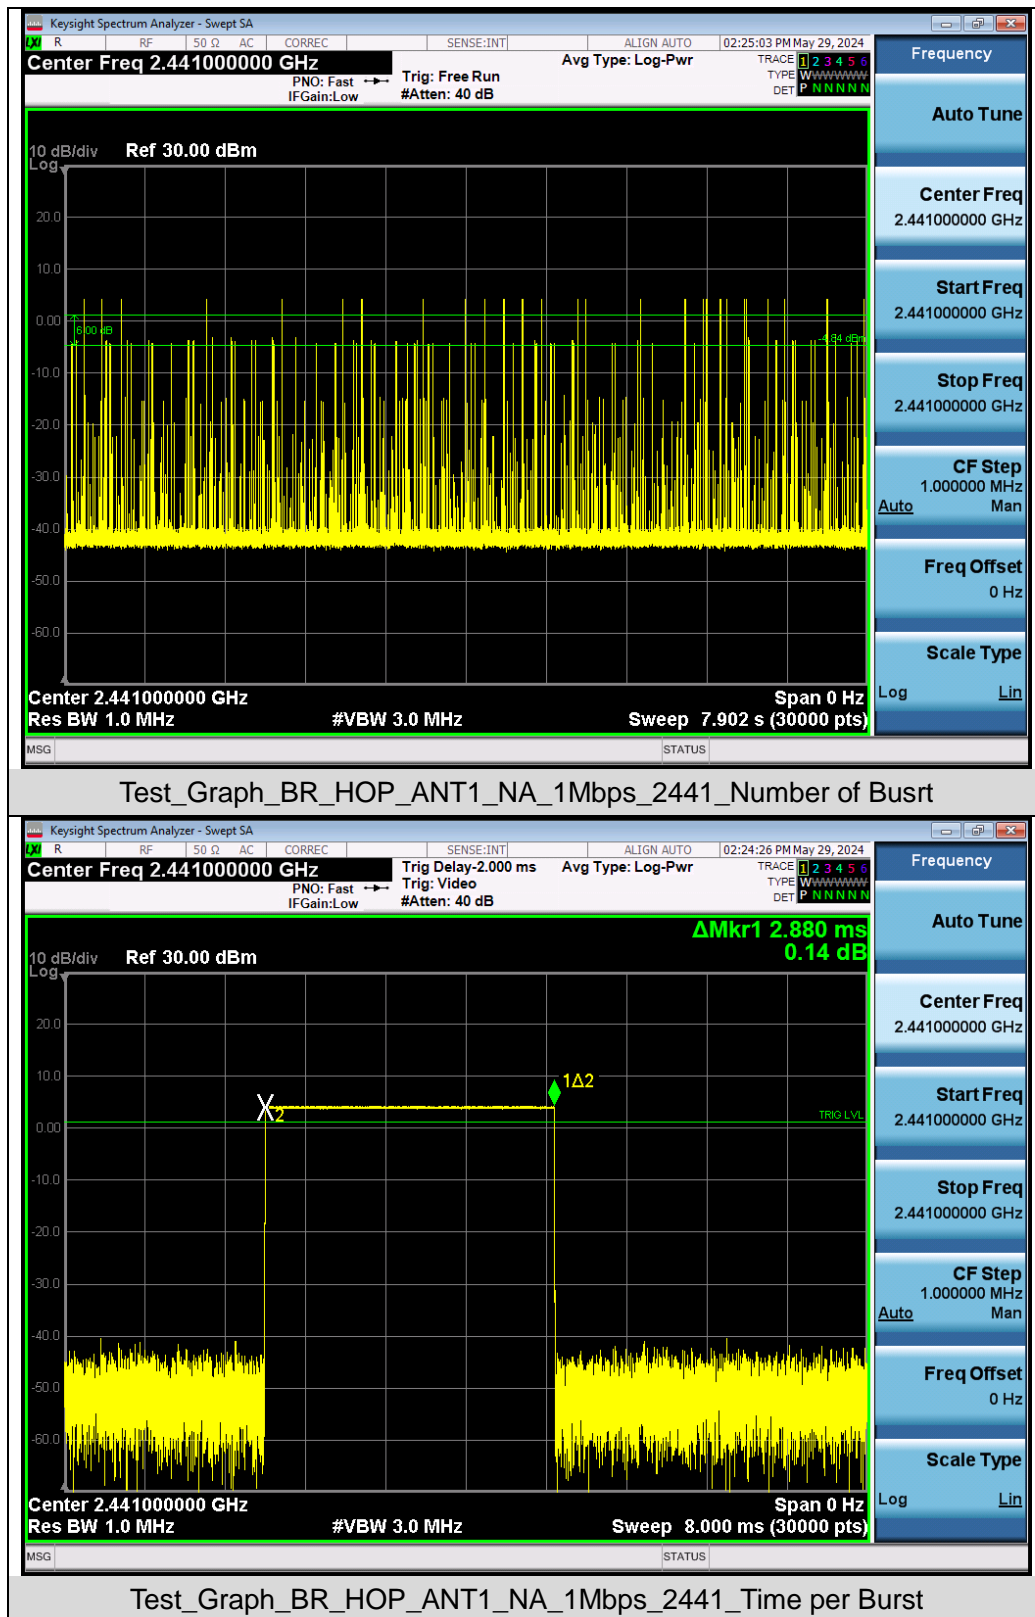 Keysight Spectrum Analyzer - Swept SA
LXI R RF 50 Ω AC CORREC SENSE:INT ALIGN AUTO 02:25:03 PM May 29, 2024
Center Freq 2.441000000 GHz
PNO: Fast
IFGain:Low
Trig: Free Run
#Atten: 40 dB
Avg Type: Log-Pwr
TRACE 1 2 3 4 5 6
TYPE WWWWWW
DET P N N N N N
10 dB/div
Log
Ref 30.00 dBm
20.0
10.0
0.00
6.00 dB
-4.84 dBm
-10.0
-20.0
-30.0
-40.0
-50.0
-60.0
Center 2.441000000 GHz
Span 0 Hz
Res BW 1.0 MHz
#VBW 3.0 MHz
Sweep 7.902 s (30000 pts)
MSG
STATUS
Frequency
Auto Tune
Center Freq
2.441000000 GHz
Start Freq
2.441000000 GHz
Stop Freq
2.441000000 GHz
CF Step
1.000000 MHz
Auto Man
Freq Offset
0 Hz
Scale Type
Log Lin
Test_Graph_BR_HOP_ANT1_NA_1Mbps_2441_Number of Busrt
Keysight Spectrum Analyzer - Swept SA
LXI R RF 50 Ω AC CORREC SENSE:INT ALIGN AUTO 02:24:26 PM May 29, 2024
Center Freq 2.441000000 GHz
PNO: Fast
IFGain:Low
Trig Delay-2.000 ms
Trig: Video
#Atten: 40 dB
Avg Type: Log-Pwr
TRACE 1 2 3 4 5 6
TYPE WWWWWW
DET P N N N N N
ΔMkr1 2.880 ms
0.14 dB
10 dB/div
Log
Ref 30.00 dBm
20.0
10.0
1Δ2
X2
TRIG LVL
0.00
-10.0
-20.0
-30.0
-40.0
-50.0
-60.0
Center 2.441000000 GHz
Span 0 Hz
Res BW 1.0 MHz
#VBW 3.0 MHz
Sweep 8.000 ms (30000 pts)
MSG
STATUS
Frequency
Auto Tune
Center Freq
2.441000000 GHz
Start Freq
2.441000000 GHz
Stop Freq
2.441000000 GHz
CF Step
1.000000 MHz
Auto Man
Freq Offset
0 Hz
Scale Type
Log Lin
Test_Graph_BR_HOP_ANT1_NA_1Mbps_2441_Time per Burst